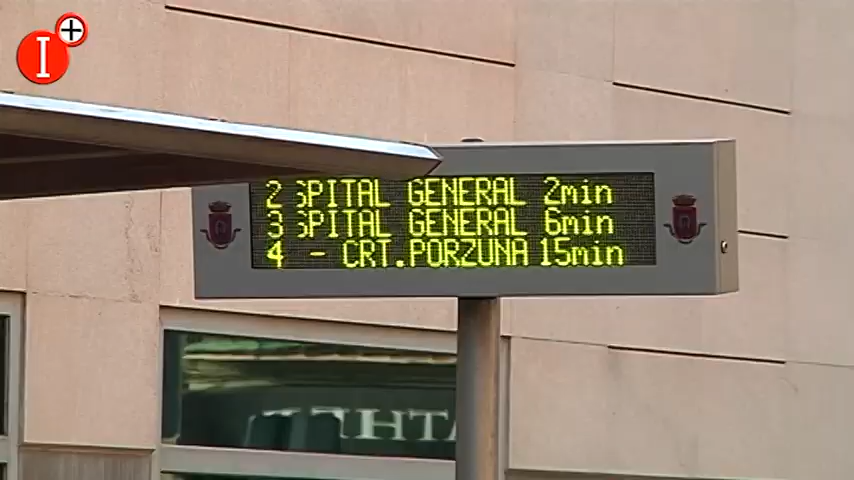 I
2 SPITAL GENERAL 2min
3 SPITAL GENERAL 6min
4 - CRT.PORZUNA 15min